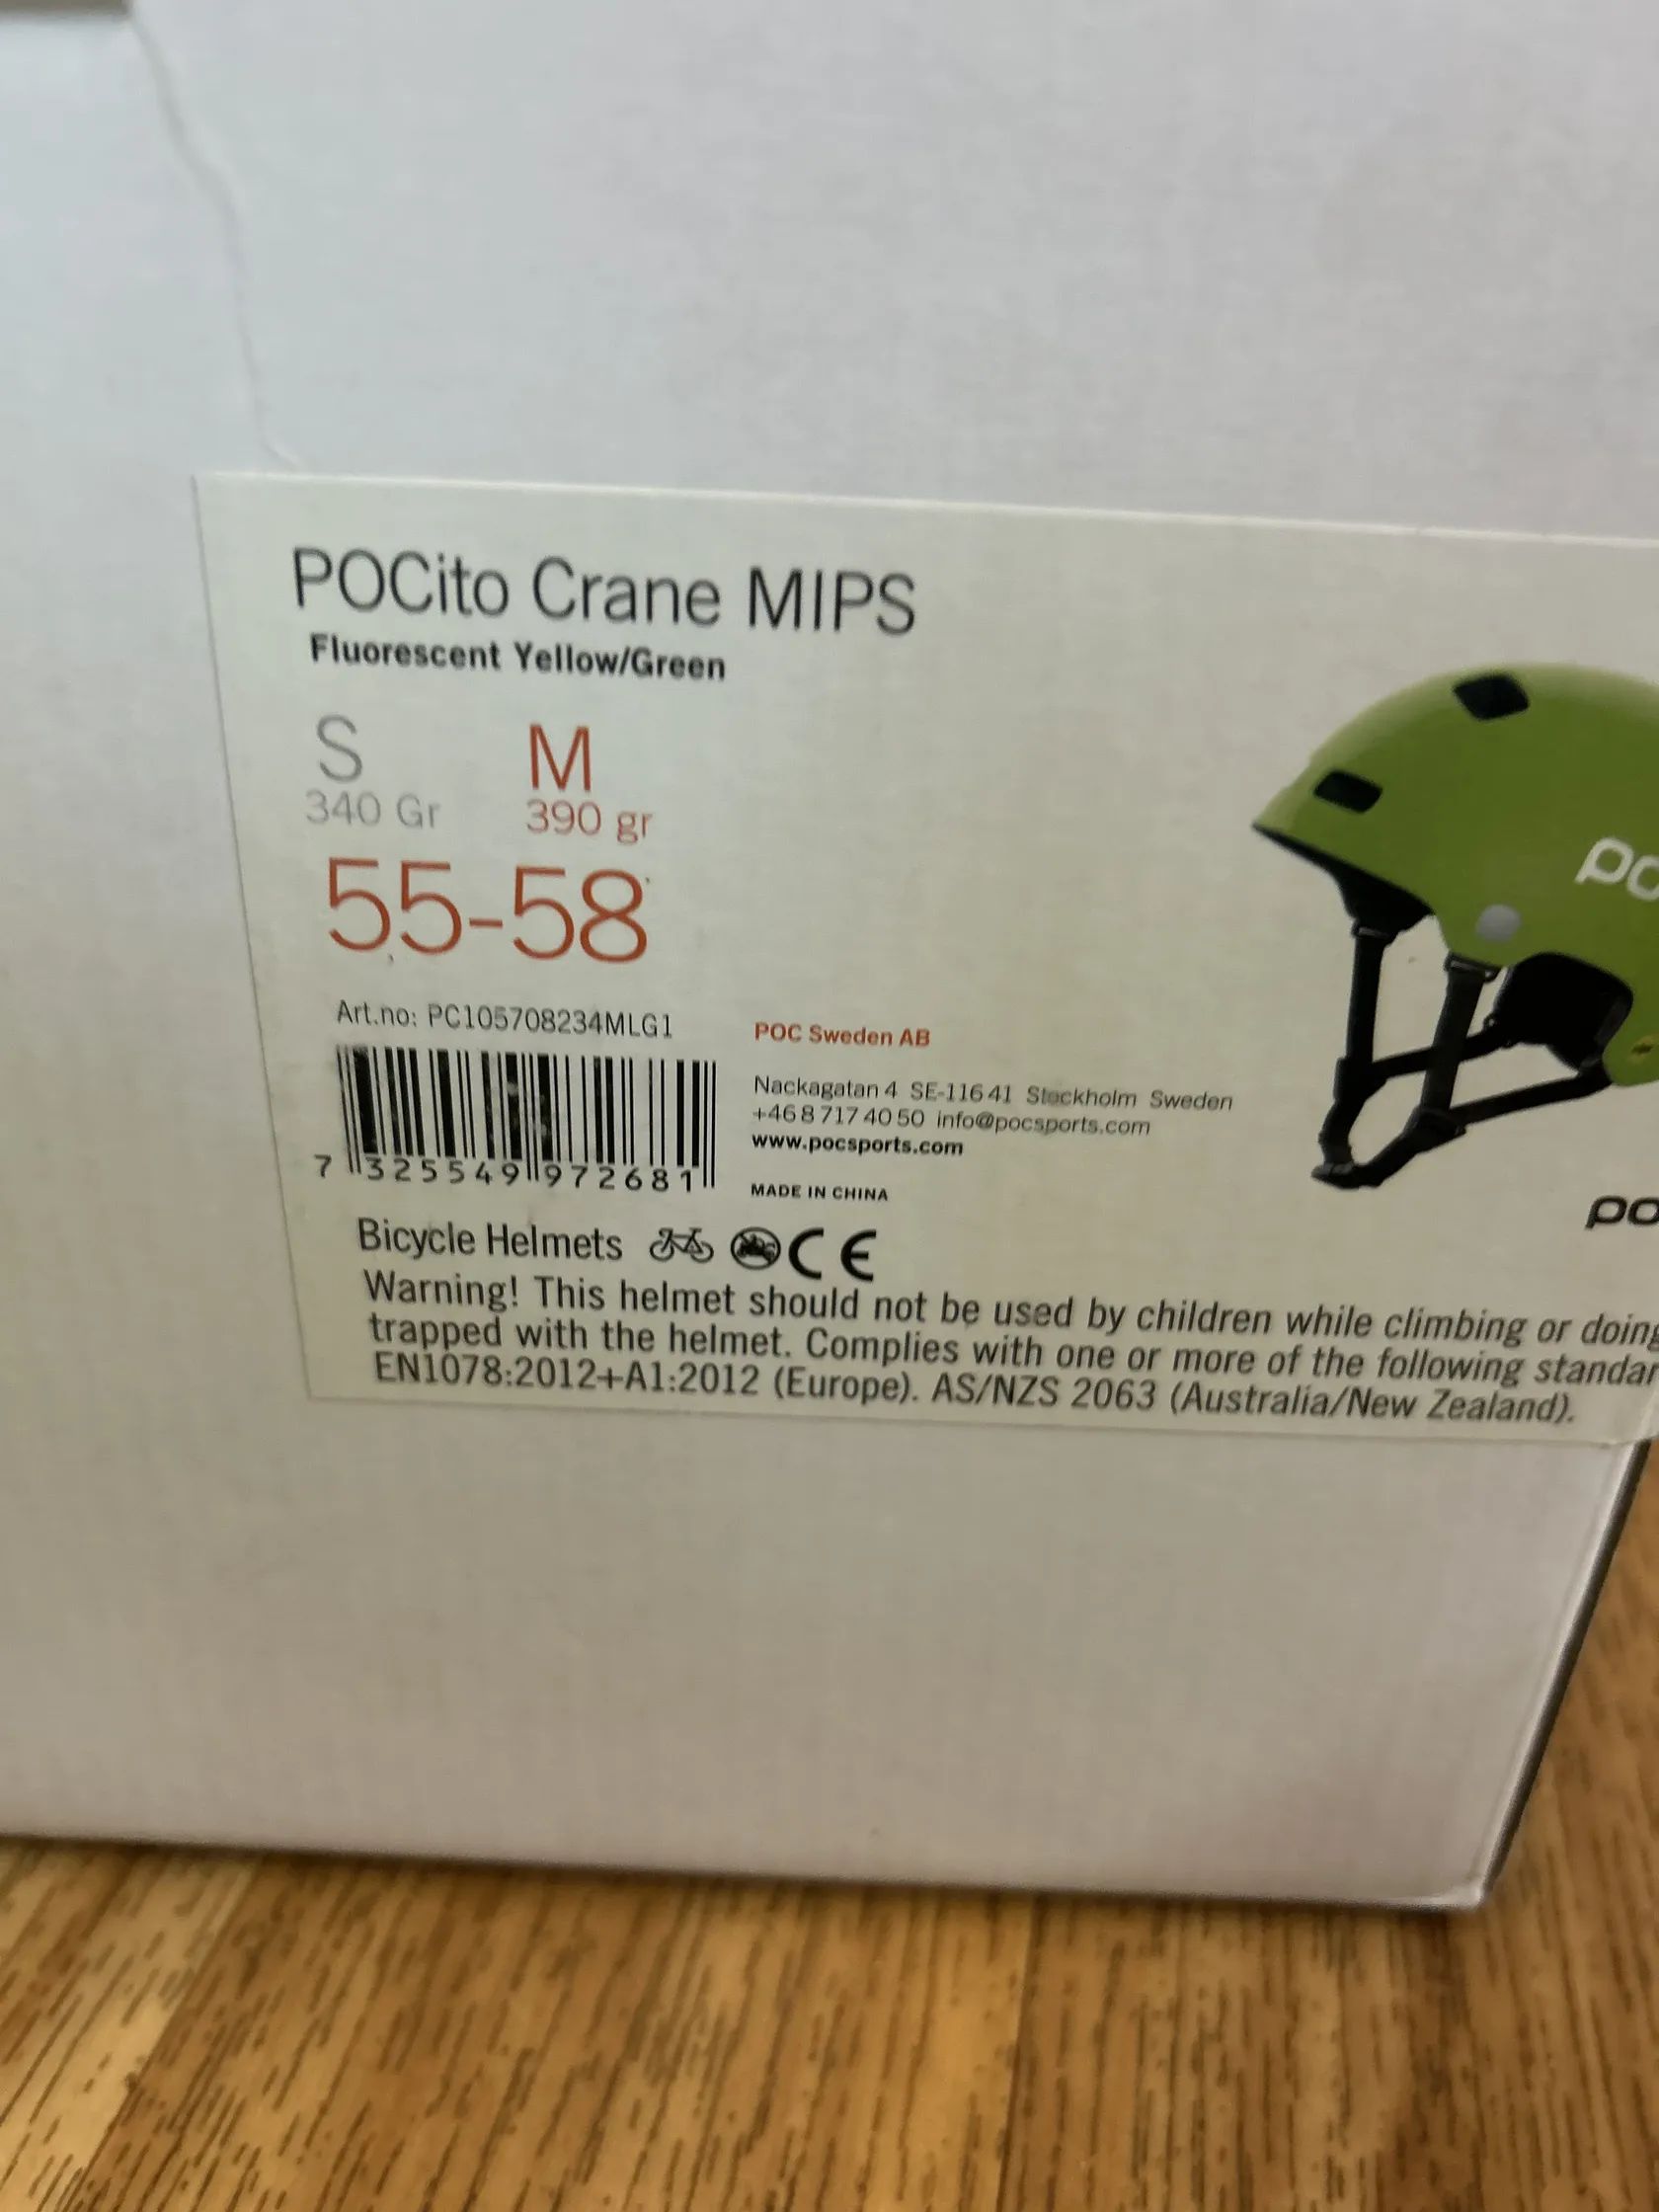 POCito Crane MIPS
Fluorescent Yellow/Green
S M
340 Gr 390 gr
55-58
Art.no: PC105708234MLG1
7 325549 972681
POC Sweden AB
Nackagatan 4 SE-116 41 Stockholm Sweden
+46 8 717 40 50 info@pocsports.com
www.pocsports.com
MADE IN CHINA
Bicycle Helmets CE
Warning! This helmet should not be used by children while climbing or doing
trapped with the helmet. Complies with one or more of the following standar
EN1078:2012+A1:2012 (Europe). AS/NZS 2063 (Australia/New Zealand).
po
po